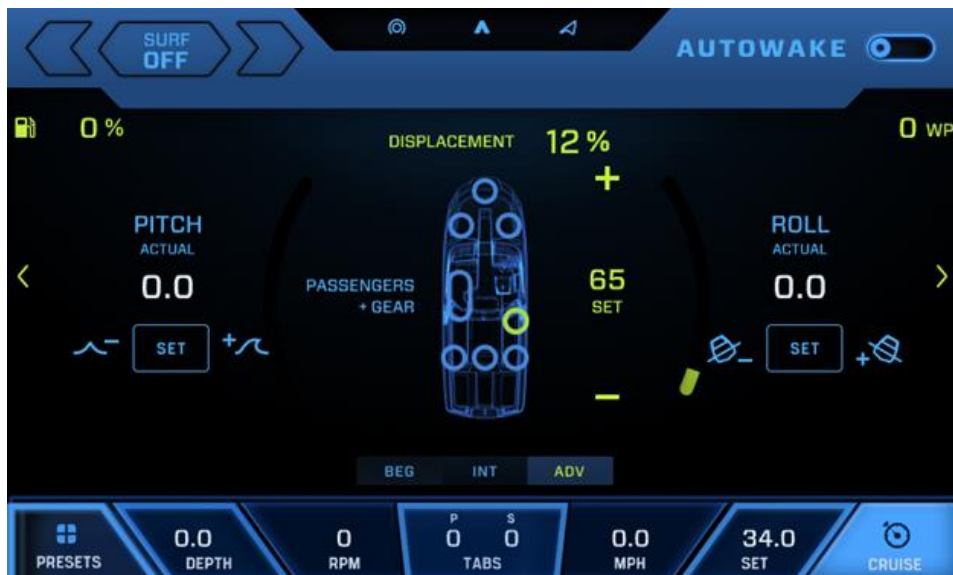 SURF
OFF
AUTOWAKE
0 %
DISPLACEMENT 12 %
0 WP
+
PITCH
ACTUAL
0.0
SET
PASSENGERS
+ GEAR
65
SET
ROLL
ACTUAL
0.0
SET
BEG INT ADV
PRESETS
0.0
DEPTH
0
RPM
P S
0 0
TABS
0.0
MPH
34.0
SET
CRUISE